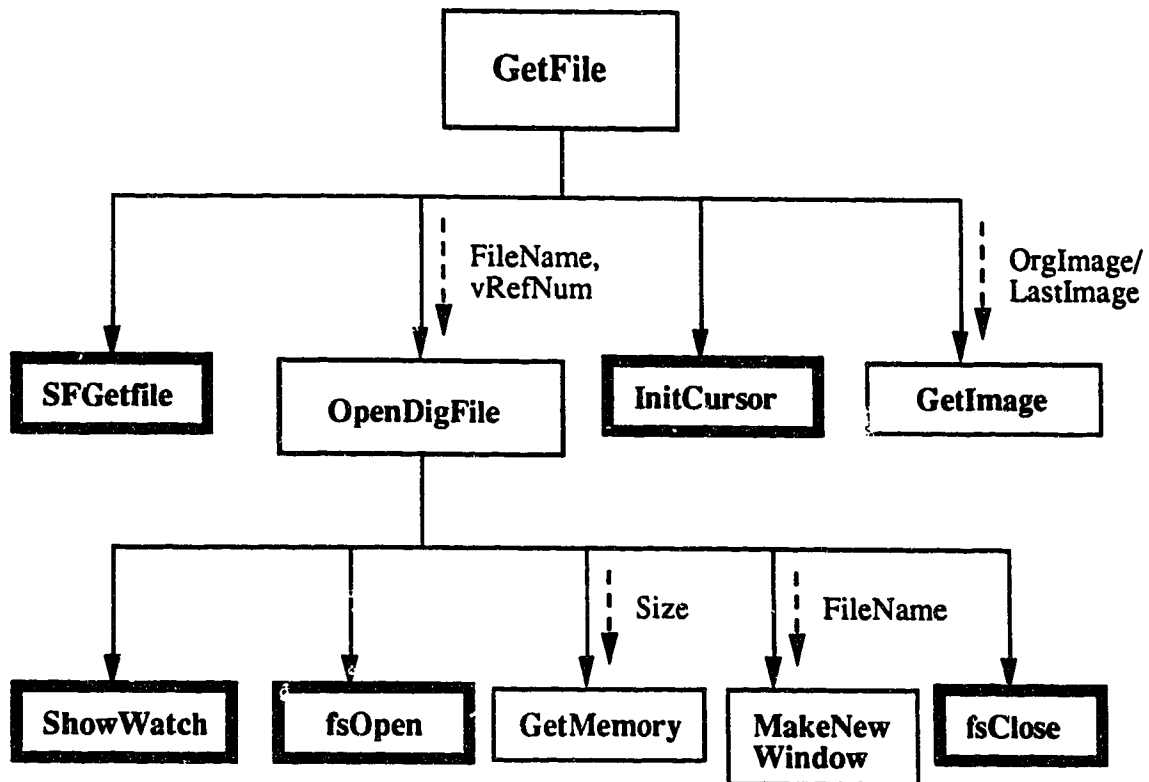 GetFile
FileName,
vRefNum
OrgImage/
LastImage
SFGetfile
OpenDigFile
InitCursor
GetImage
Size
FileName
ShowWatch
fsOpen
GetMemory
MakeNew
Window
fsClose